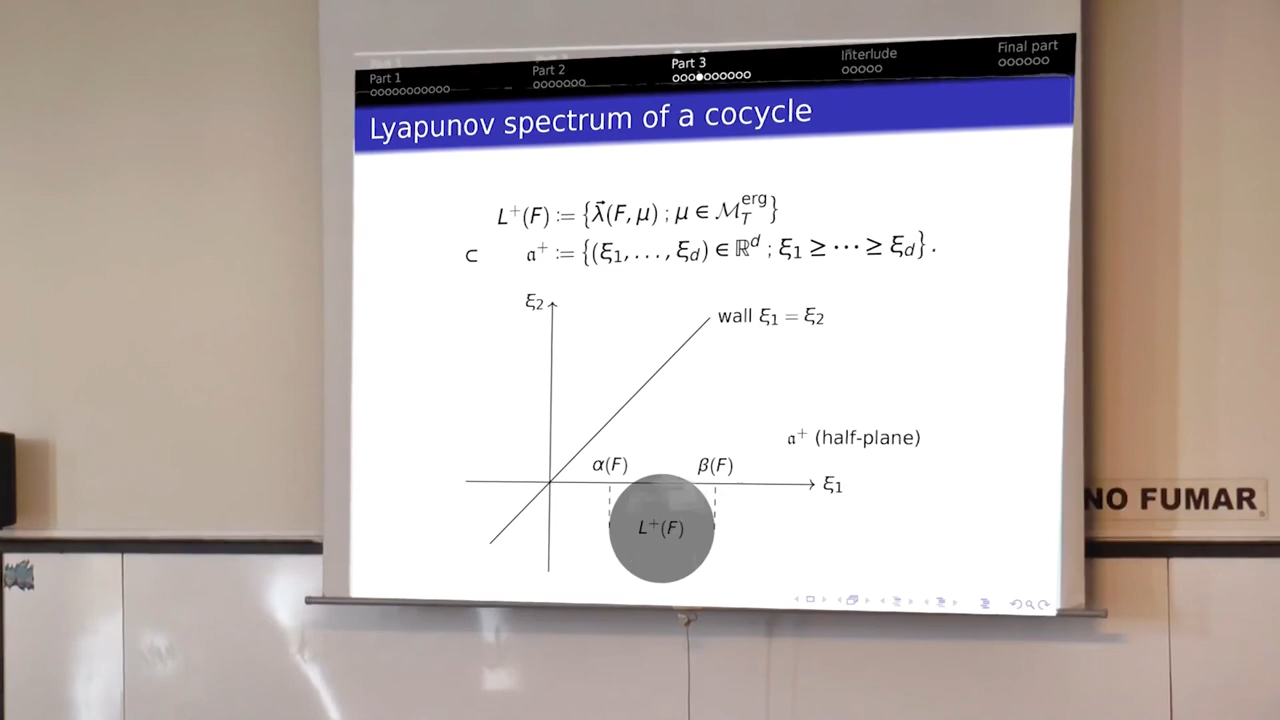 Part 1 Part 2 Part 3 Interlude Final part
Lyapunov spectrum of a cocycle
L⁺(F) := {λ⃗(F, μ) ; μ ∈ ℳ_T^erg}
⊂ 𝔞⁺ := {(ξ₁, . . . , ξ_d) ∈ ℝᵈ ; ξ₁ ≥ ⋯ ≥ ξ_d} .
ξ₂
wall ξ₁ = ξ₂
𝔞⁺ (half-plane)
α(F) β(F)
ξ₁
L⁺(F)
NO FUMAR